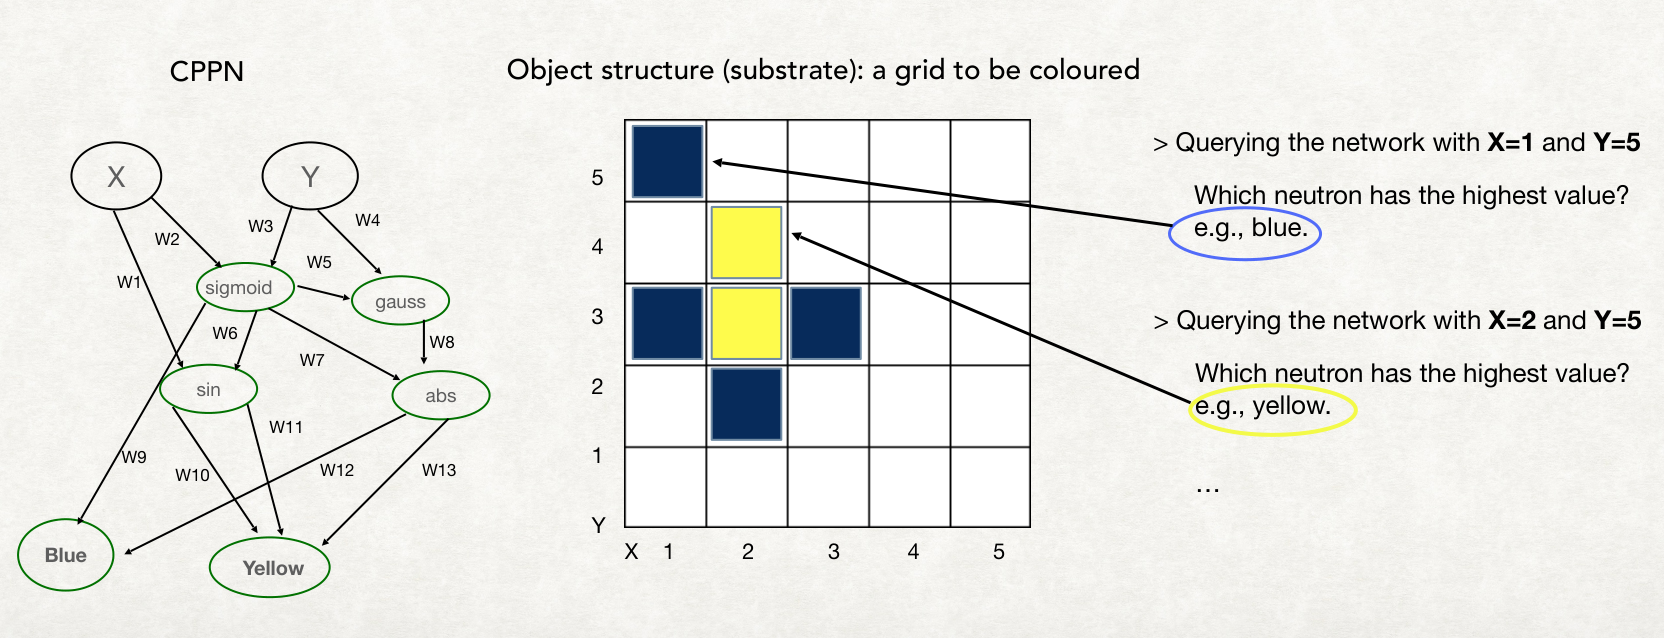 CPPN
Object structure (substrate): a grid to be coloured
X
Y
W1
W2
W3
W4
W5
sigmoid
gauss
W6
W7
W8
sin
abs
W9
W10
W11
W12
W13
Blue
Yellow
5
4
3
2
1
Y
X 1 2 3 4 5
> Querying the network with X=1 and Y=5
Which neutron has the highest value?
e.g., blue.
> Querying the network with X=2 and Y=5
Which neutron has the highest value?
e.g., yellow.
...